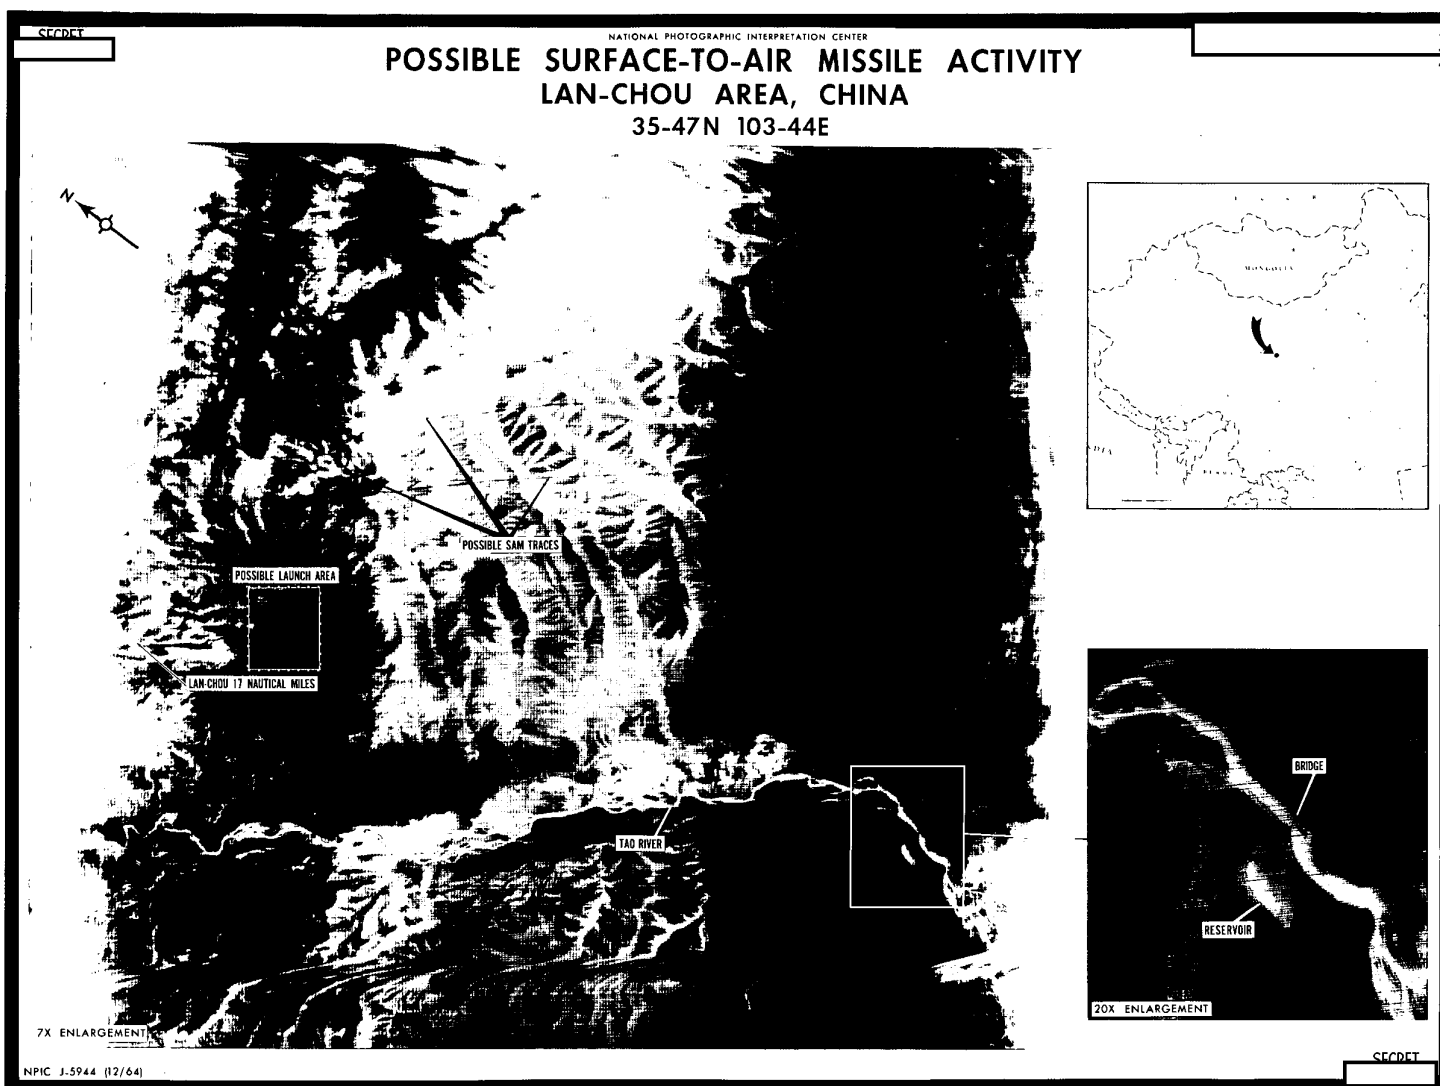 SECRET
NATIONAL PHOTOGRAPHIC INTERPRETATION CENTER
POSSIBLE SURFACE-TO-AIR MISSILE ACTIVITY
LAN-CHOU AREA, CHINA
35-47N 103-44E
N
MONGOLIA
POSSIBLE SAM TRACES
POSSIBLE LAUNCH AREA
LAN-CHOU 17 NAUTICAL MILES
BRIDGE
TAO RIVER
RESERVOIR
20X ENLARGEMENT
7X ENLARGEMENT
SECRET
NPIC J-5944 (12/64)